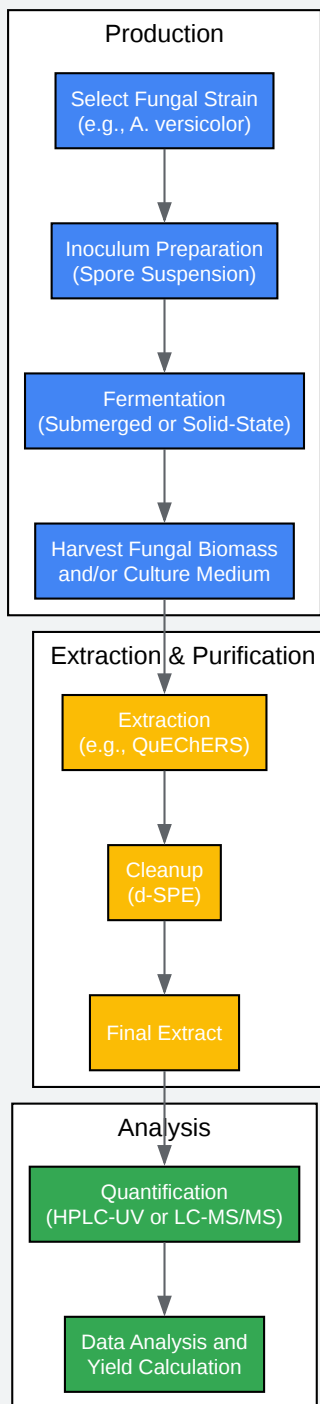 Production
Select Fungal Strain
(e.g., A. versicolor)
Inoculum Preparation
(Spore Suspension)
Fermentation
(Submerged or Solid-State)
Harvest Fungal Biomass
and/or Culture Medium
Extraction & Purification
Extraction
(e.g., QuEChERS)
Cleanup
(d-SPE)
Final Extract
Analysis
Quantification
(HPLC-UV or LC-MS/MS)
Data Analysis and
Yield Calculation